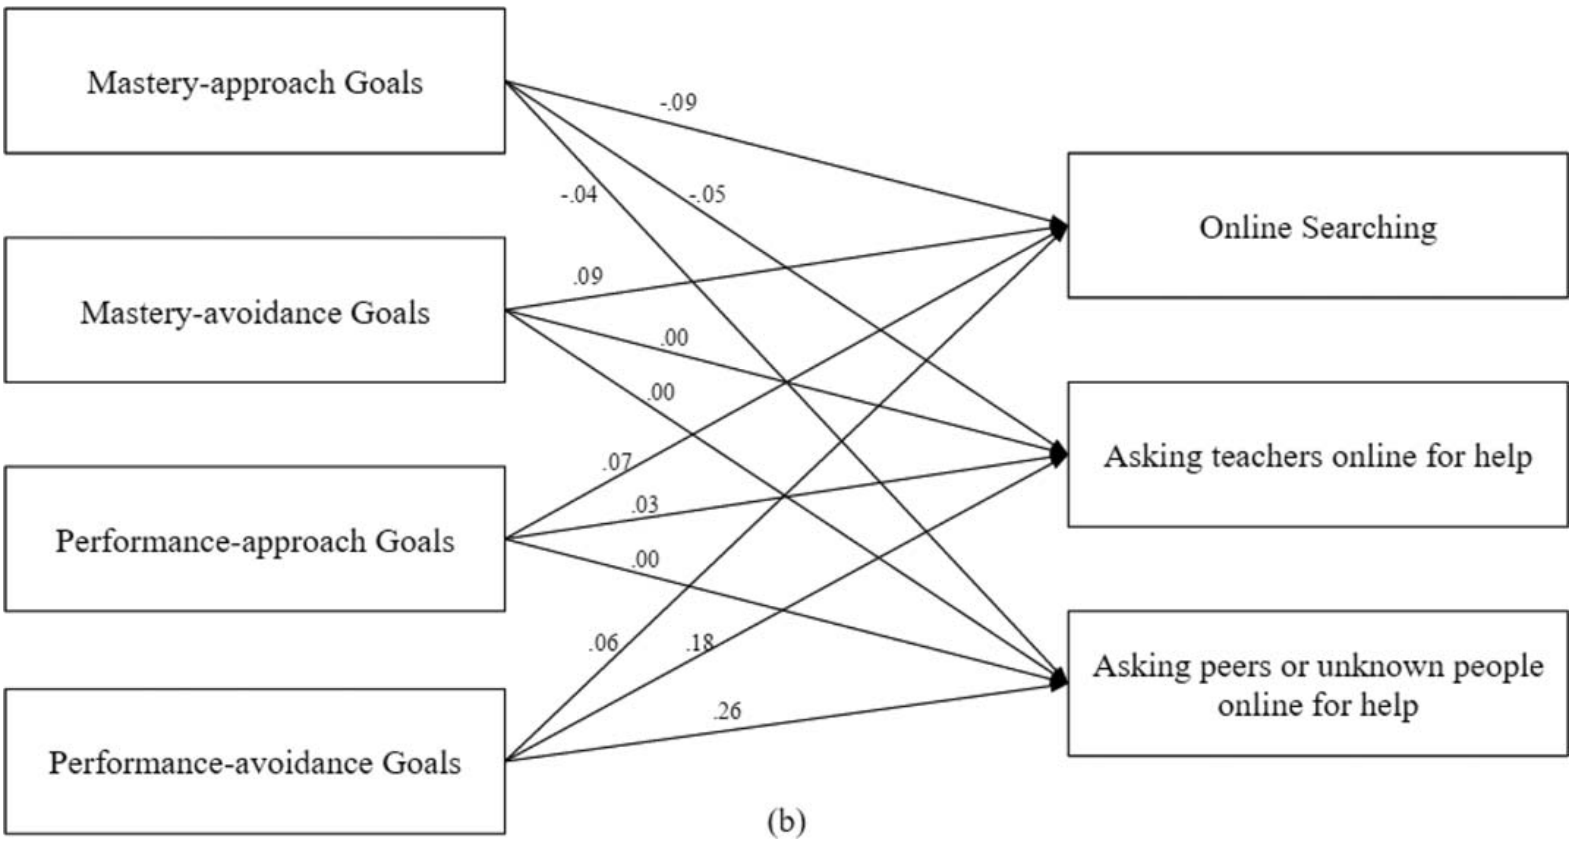 Mastery-approach Goals
-.09
-.04
-.05
Online Searching
Mastery-avoidance Goals
.09
.00
.00
Asking teachers online for help
Performance-approach Goals
.07
.03
.00
Asking peers or unknown people
online for help
Performance-avoidance Goals
.06
.18
.26
(b)